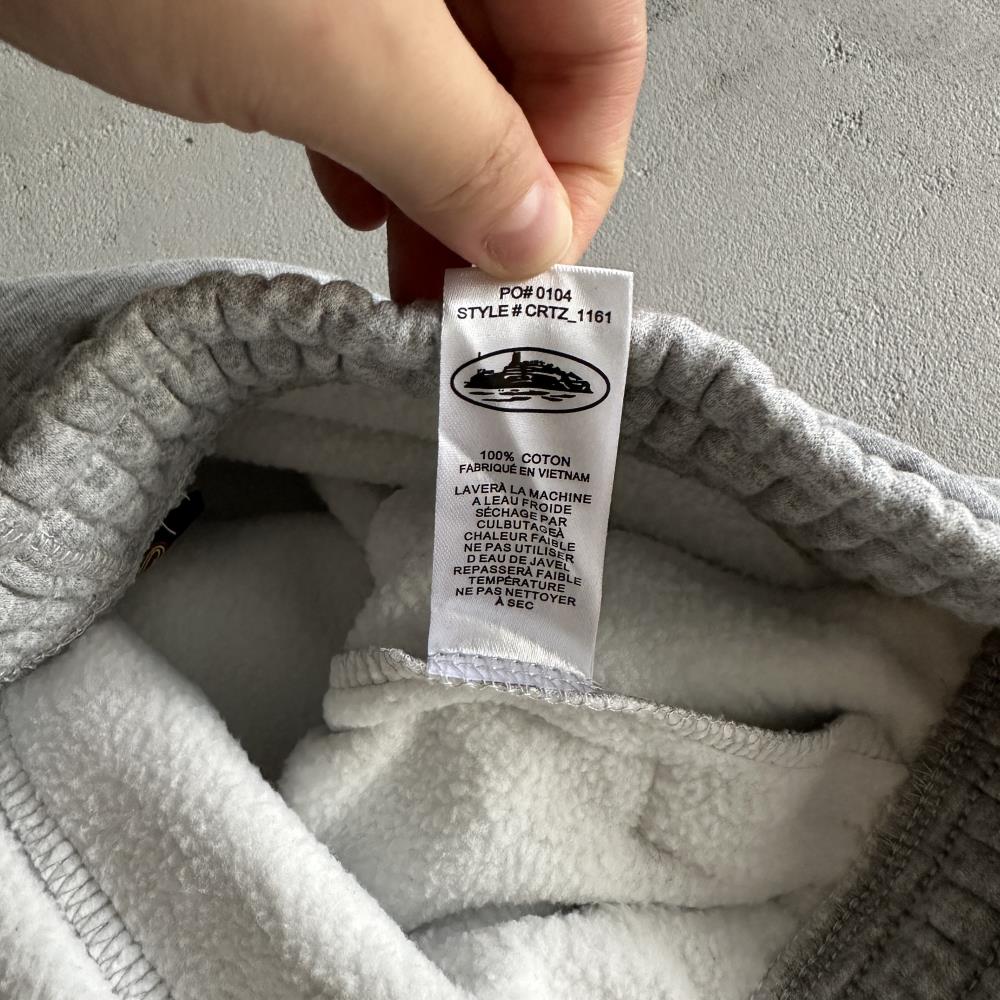 PO# 0104
STYLE # CRTZ_1161
100% COTON
FABRIQUÉ EN VIETNAM
LAVERÀ LA MACHINE
A LEAU FROIDE
SÉCHAGE PAR
CULBUTAGEÀ
CHALEUR FAIBLE
NE PAS UTILISER
D EAU DE JAVEL
REPASSERÀ FAIBLE
TEMPÉRATURE
NE PAS NETTOYER
À SEC